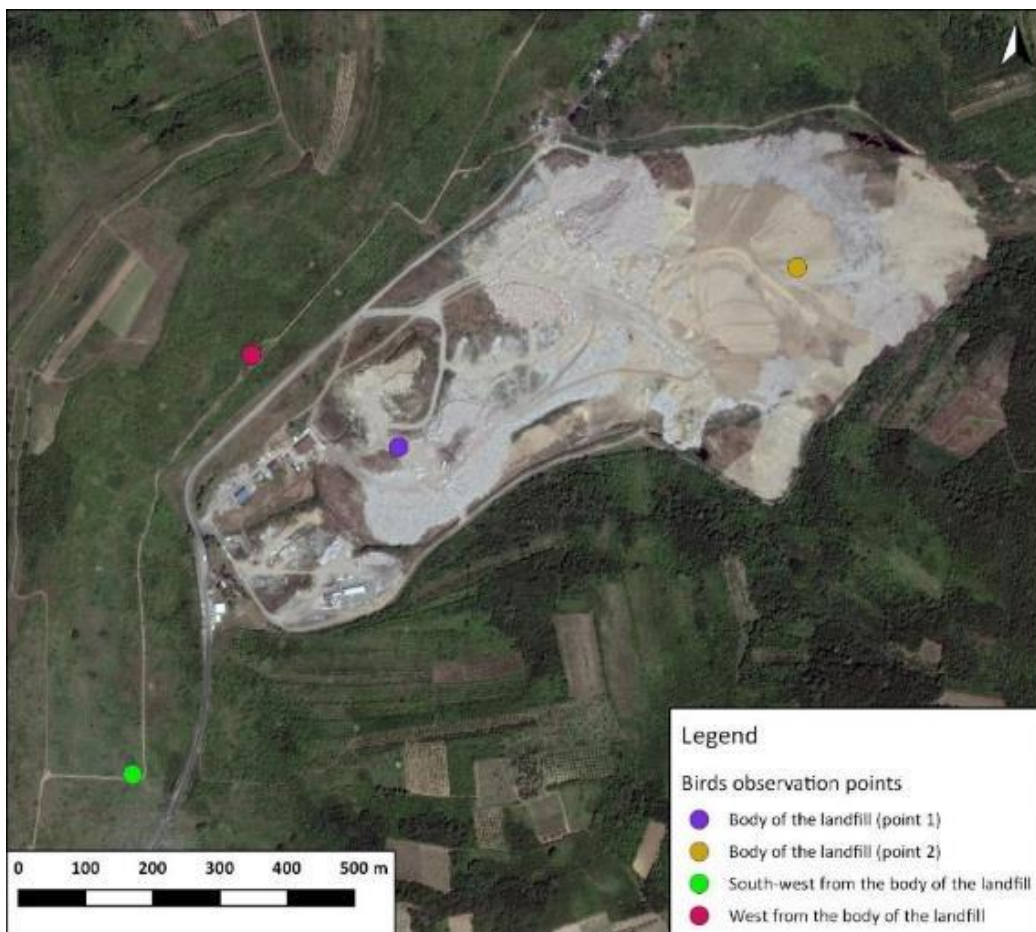 Legend
Birds observation points
Body of the landfill (point 1)
Body of the landfill (point 2)
South-west from the body of the landfill
West from the body of the landfill
0 100 200 300 400 500 m